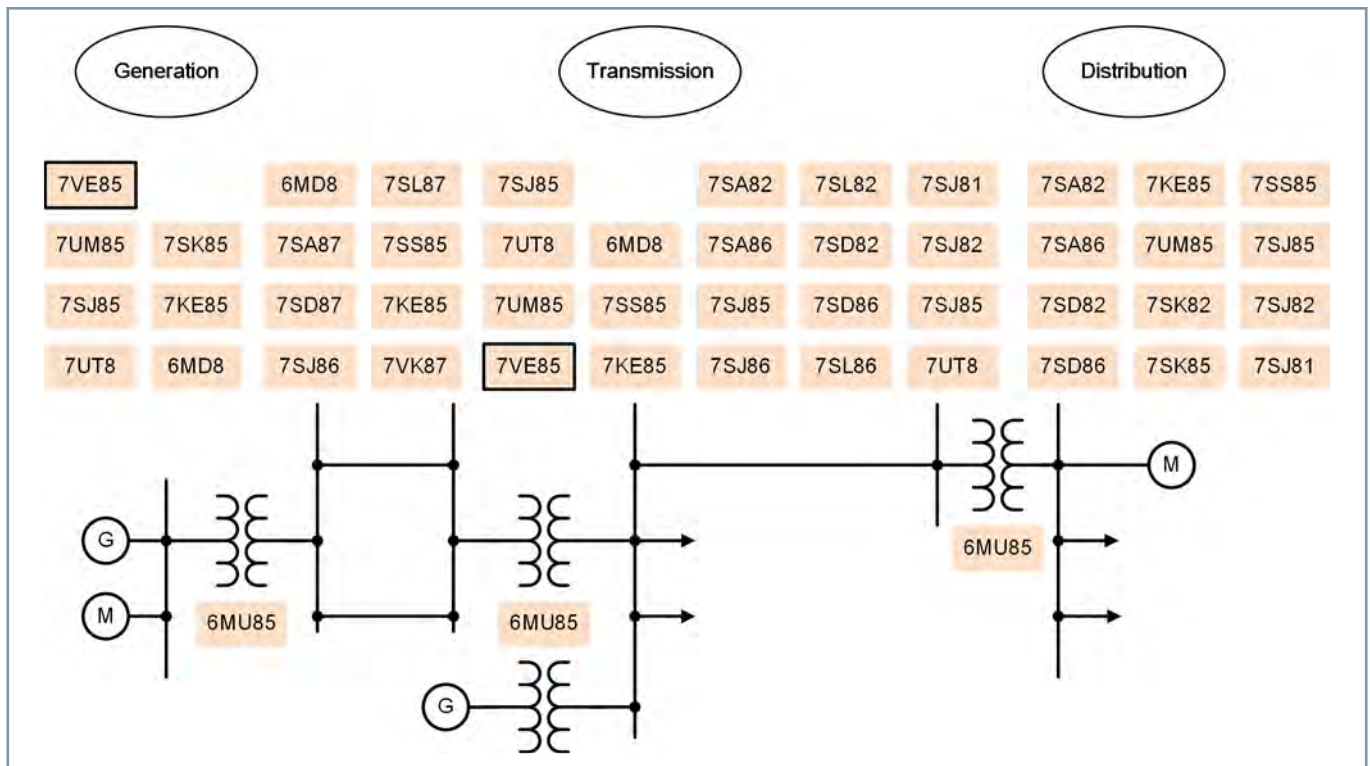 Generation Transmission Distribution
7VE85 6MD8 7SL87 7SJ85 7SA82 7SL82 7SJ81 7SA82 7KE85 7SS85
7UM85 7SK85 7SA87 7SS85 7UT8 6MD8 7SA86 7SD82 7SJ82 7SA86 7UM85 7SJ85
7SJ85 7KE85 7SD87 7KE85 7UM85 7SS85 7SJ85 7SD86 7SJ85 7SD82 7SK82 7SJ82
7UT8 6MD8 7SJ86 7VK87 7VE85 7KE85 7SJ86 7SL86 7UT8 7SD86 7SK85 7SJ81
M
G
6MU85
M
6MU85 6MU85
G